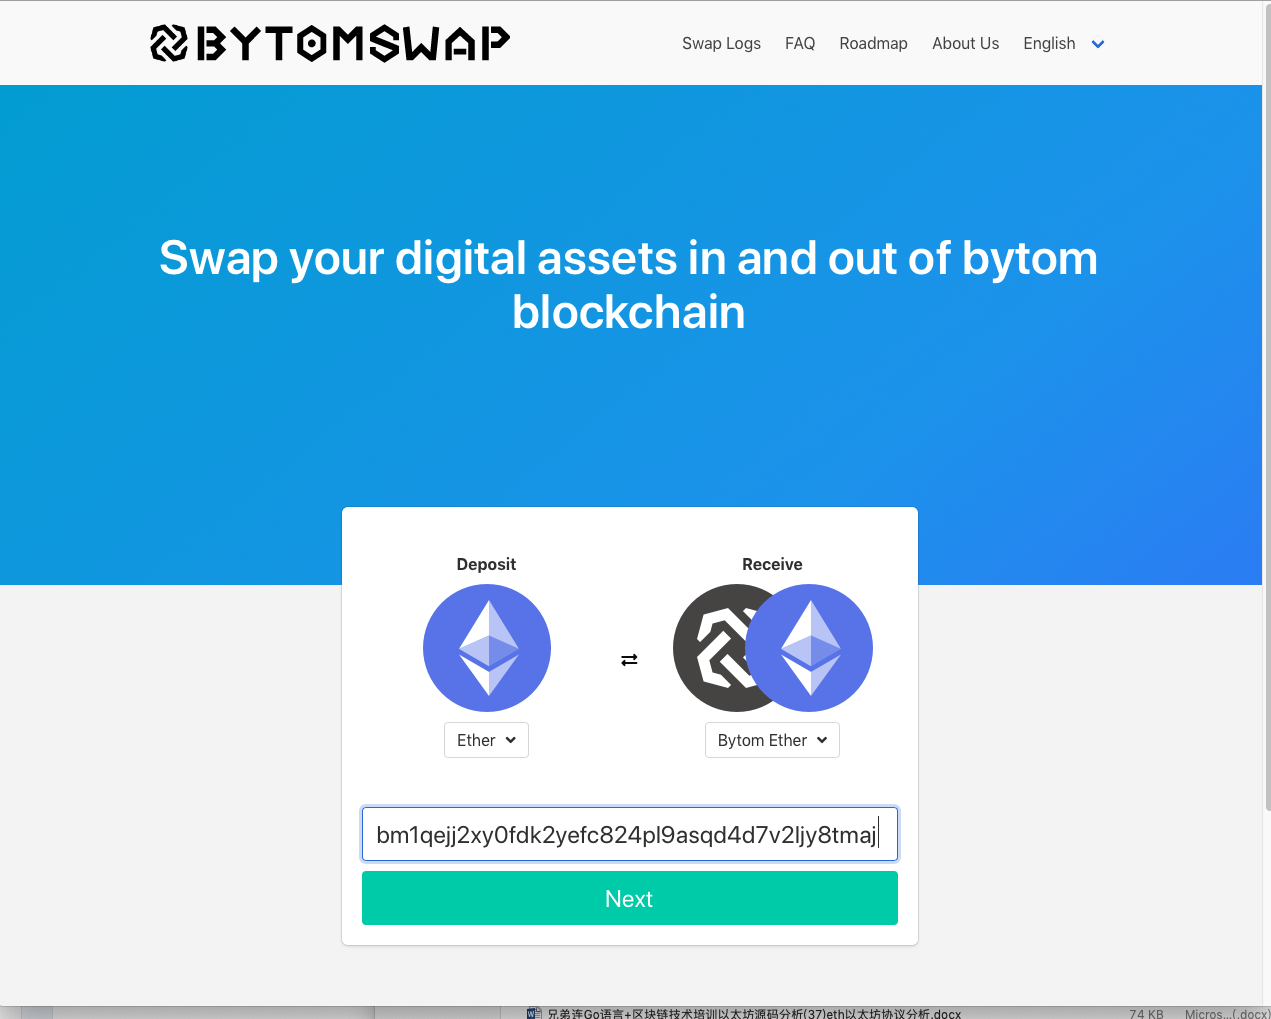 BYTOMSWAP
Swap Logs FAQ Roadmap About Us English
Swap your digital assets in and out of bytom
blockchain
Deposit Receive
Ether Bytom Ether
bm1qejj2xy0fdk2yefc824pl9asqd4d7v2ljy8tmaj
Next
兄弟连Go语言+区块链技术培训以太坊源码分析(37)eth以太坊协议分析.docx 74 KB Micros...(.docx)